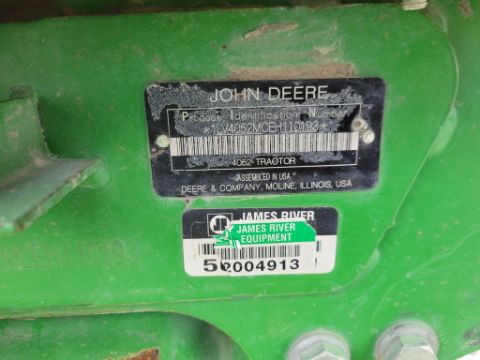 JOHN DEERE
Product Identification Number
4052 TRACTOR
ASSEMBLED IN USA
DEERE & COMPANY, MOLINE, ILLINOIS, USA
JAMES RIVER
JAMES RIVER
EQUIPMENT
50004913